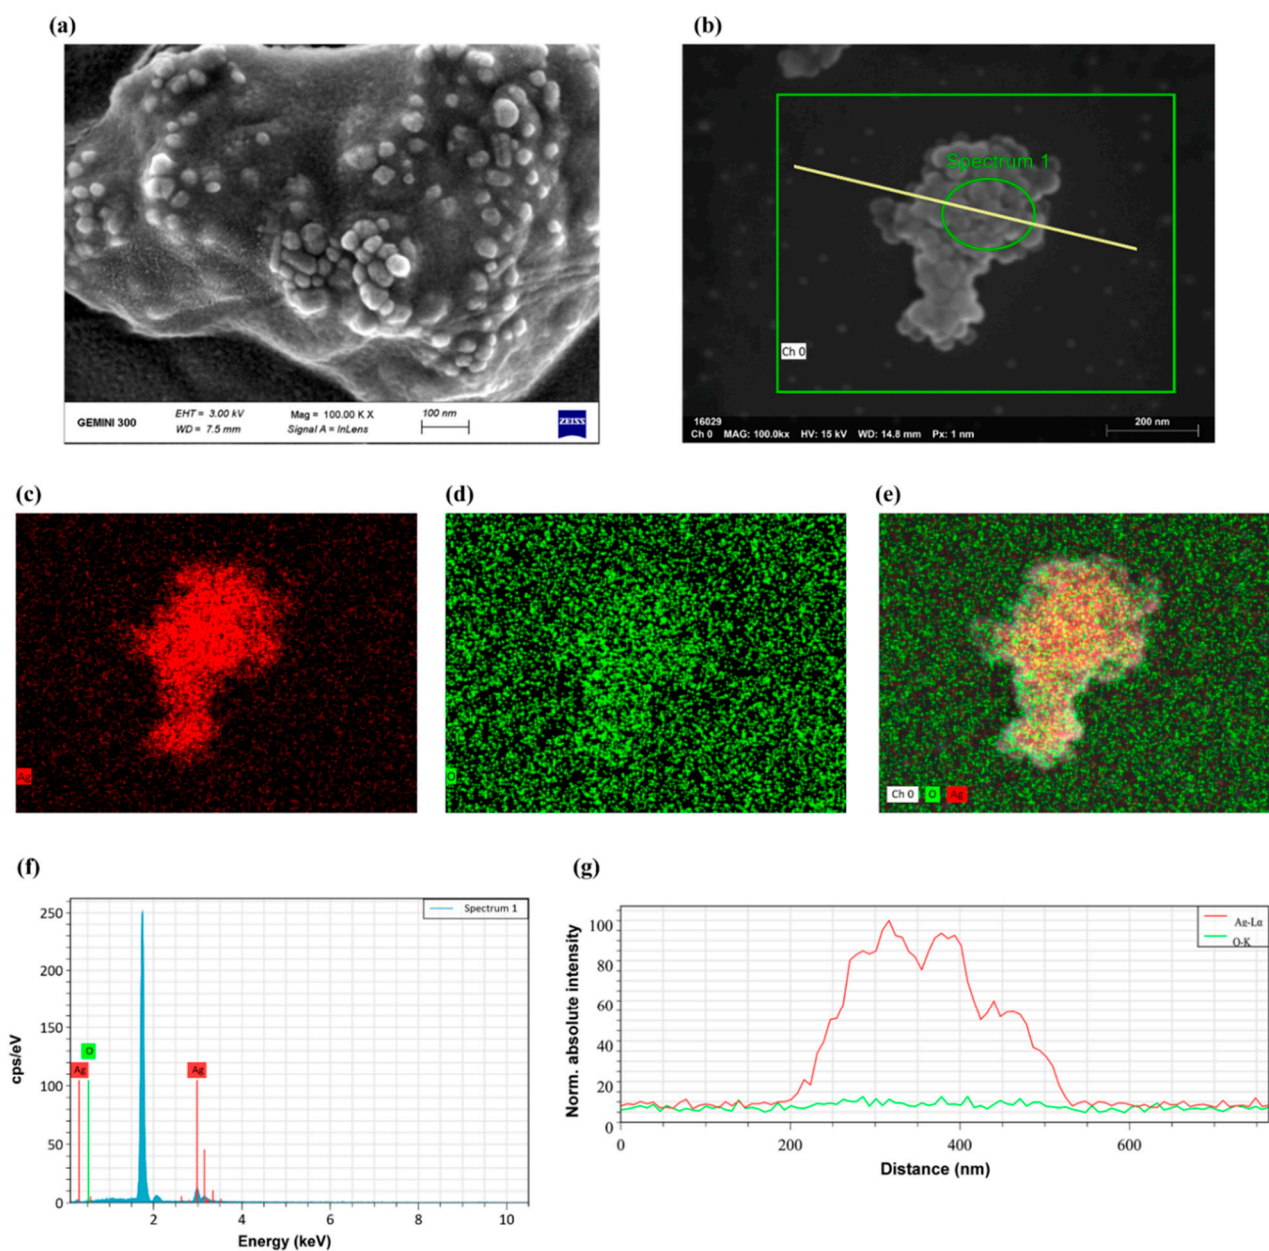 (a)
(b)
Spectrum 1
Ch 0
GEMINI 300
EHT = 3.00 kV
WD = 7.5 mm
Mag = 100.00 K X
Signal A = InLens
100 nm
ZEISS
16029
Ch 0 MAG: 100.0kx HV: 15 kV WD: 14.8 mm Px: 1 nm
200 nm
(c)
(d)
(e)
Ag
O
Ch 0 O Ag
(f)
(g)
Spectrum 1
250
200
150
100
50
0
cps/eV
Ag
O
Ag
2 4 6 8 10
Energy (keV)
Ag-Lα
O-K
100
80
60
40
20
0
Norm. absolute intensity
0 200 400 600
Distance (nm)